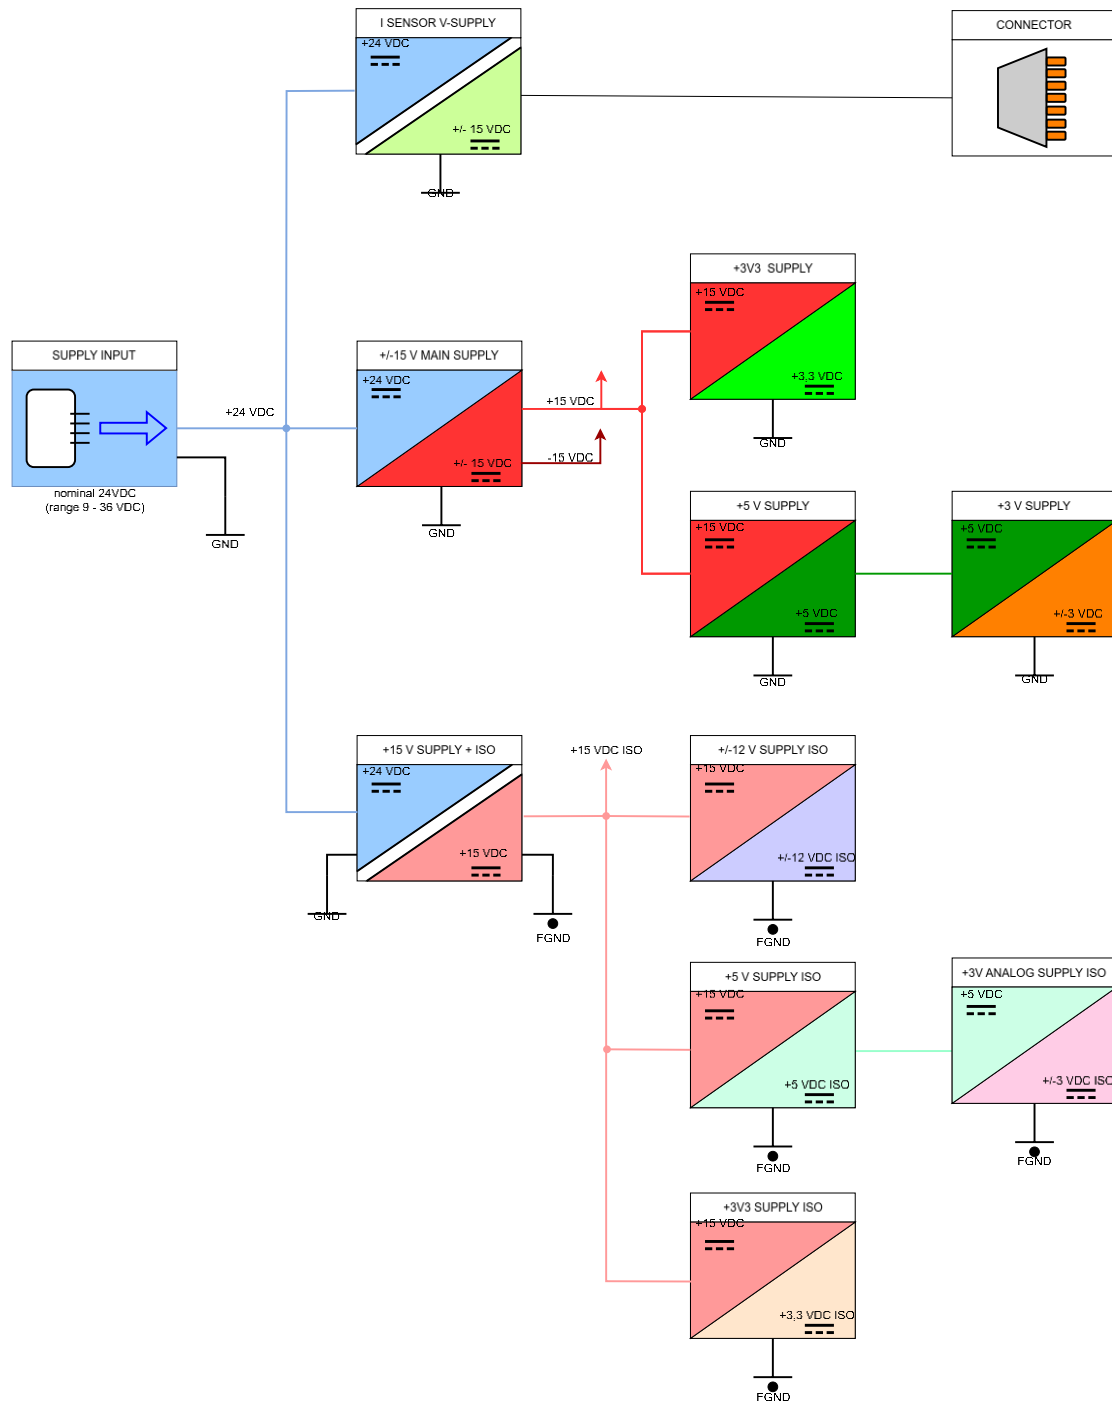 I SENSOR V-SUPPLY
+24 VDC
+/- 15 VDC
GND
CONNECTOR
SUPPLY INPUT
nominal 24VDC
(range 9 - 36 VDC)
+24 VDC
GND
+/-15 V MAIN SUPPLY
+24 VDC
+/- 15 VDC
GND
+15 VDC
-15 VDC
+3V3 SUPPLY
+15 VDC
+3,3 VDC
GND
+5 V SUPPLY
+15 VDC
+5 VDC
GND
+3 V SUPPLY
+5 VDC
+/-3 VDC
GND
+15 V SUPPLY + ISO
+24 VDC
+15 VDC
GND
FGND
+15 VDC ISO
+/-12 V SUPPLY ISO
+15 VDC
+/-12 VDC ISO
FGND
+5 V SUPPLY ISO
+15 VDC
+5 VDC ISO
FGND
+3V ANALOG SUPPLY ISO
+5 VDC
+/-3 VDC ISO
FGND
+3V3 SUPPLY ISO
+15 VDC
+3,3 VDC ISO
FGND